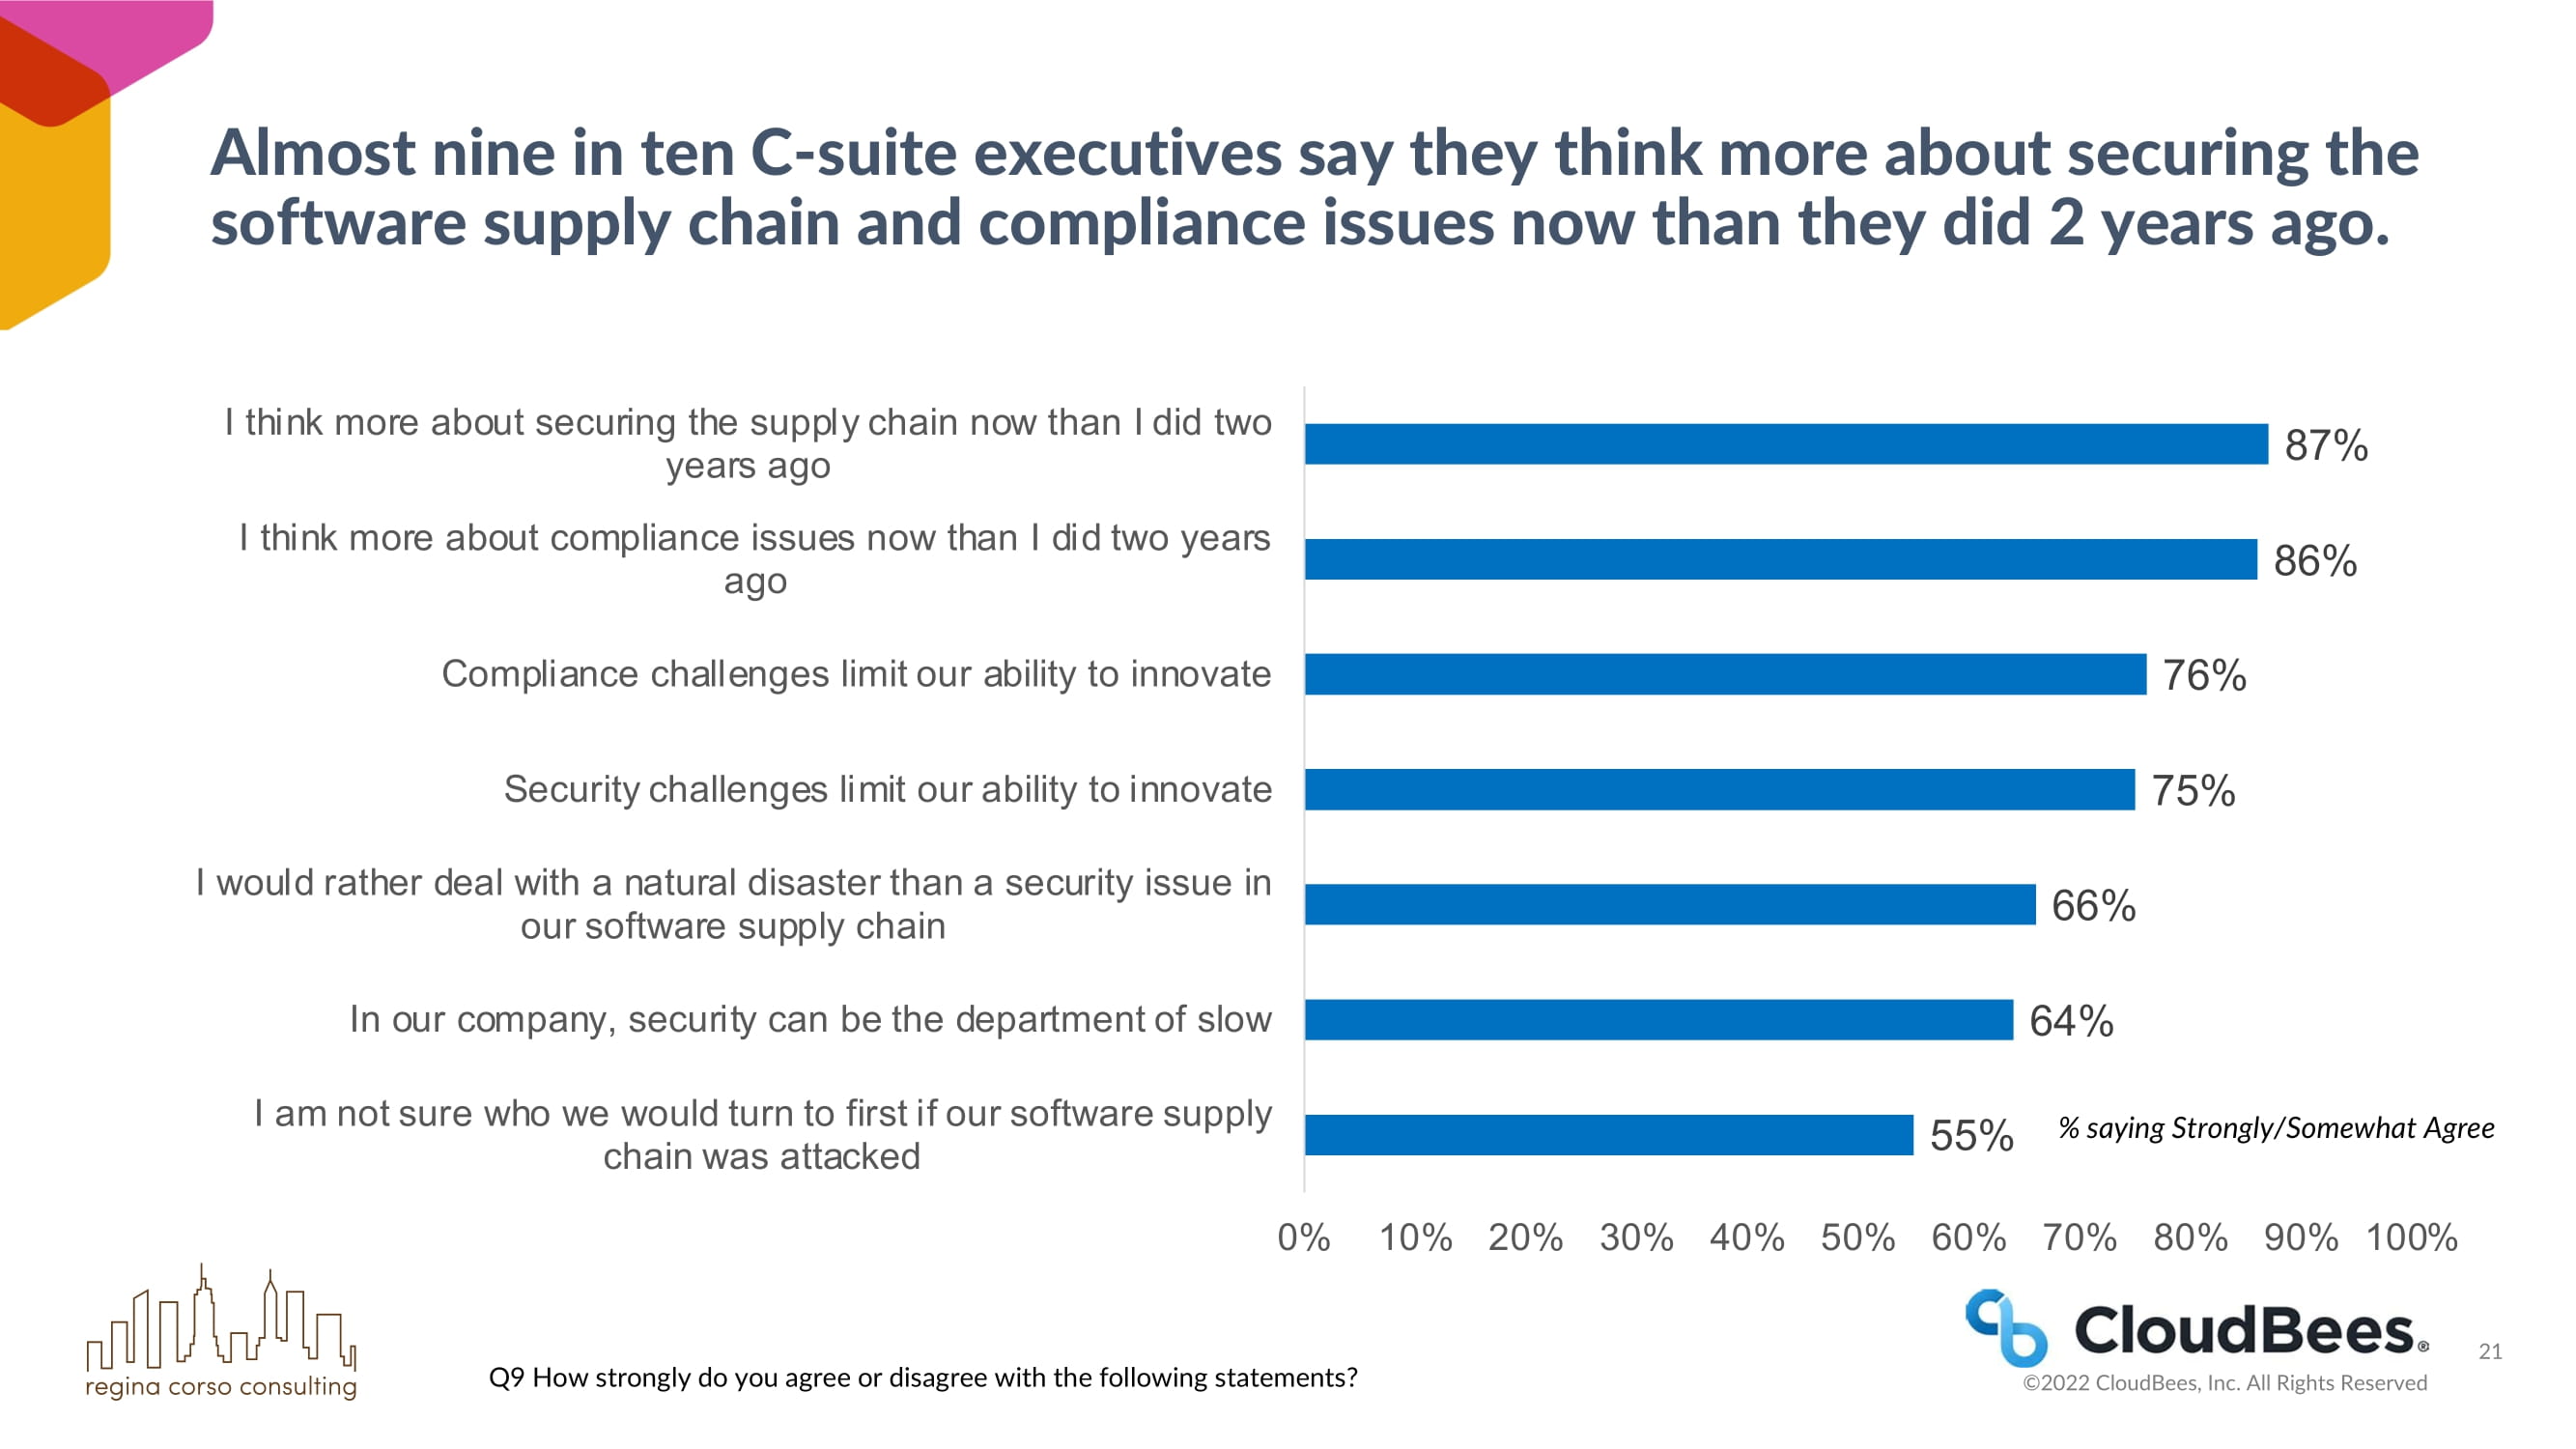 Almost nine in ten C-suite executives say they think more about securing the
software supply chain and compliance issues now than they did 2 years ago.
I think more about securing the supply chain now than I did two
years ago
87%
I think more about compliance issues now than I did two years
ago
86%
Compliance challenges limit our ability to innovate
76%
Security challenges limit our ability to innovate
75%
I would rather deal with a natural disaster than a security issue in
our software supply chain
66%
In our company, security can be the department of slow
64%
I am not sure who we would turn to first if our software supply
chain was attacked
55%
% saying Strongly/Somewhat Agree
0% 10% 20% 30% 40% 50% 60% 70% 80% 90% 100%
regina corso consulting
Q9 How strongly do you agree or disagree with the following statements?
CloudBees®
21
©2022 CloudBees, Inc. All Rights Reserved